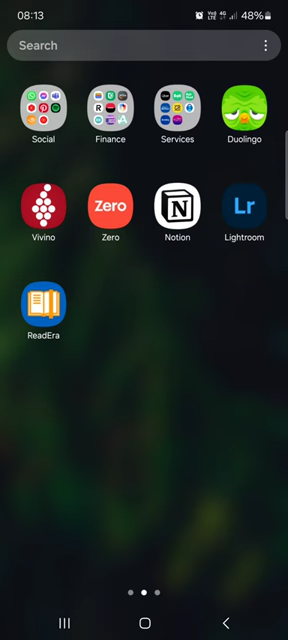 08:13 48%
Search
Social Finance Services Duolingo
Zero N Lr
Vivino Zero Notion Lightroom
ReadEra